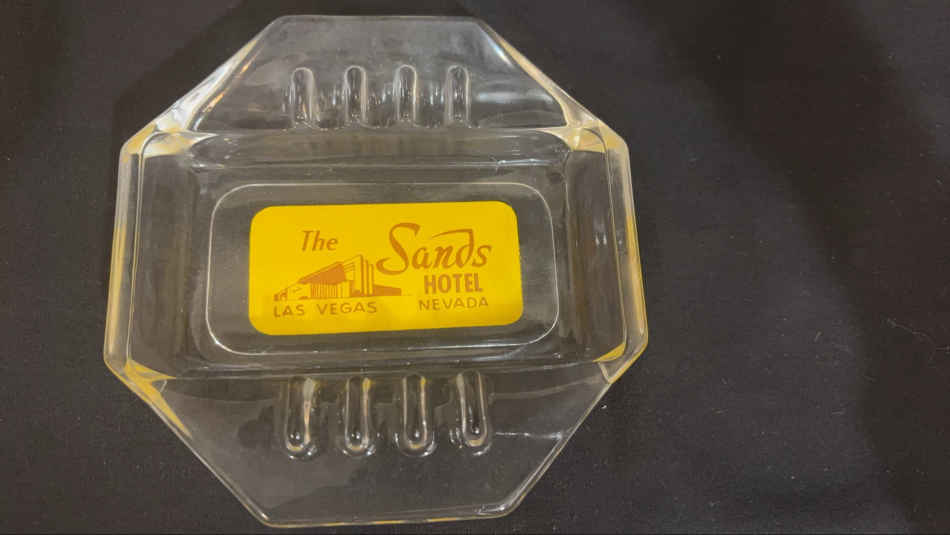 The Sands
HOTEL
LAS VEGAS NEVADA